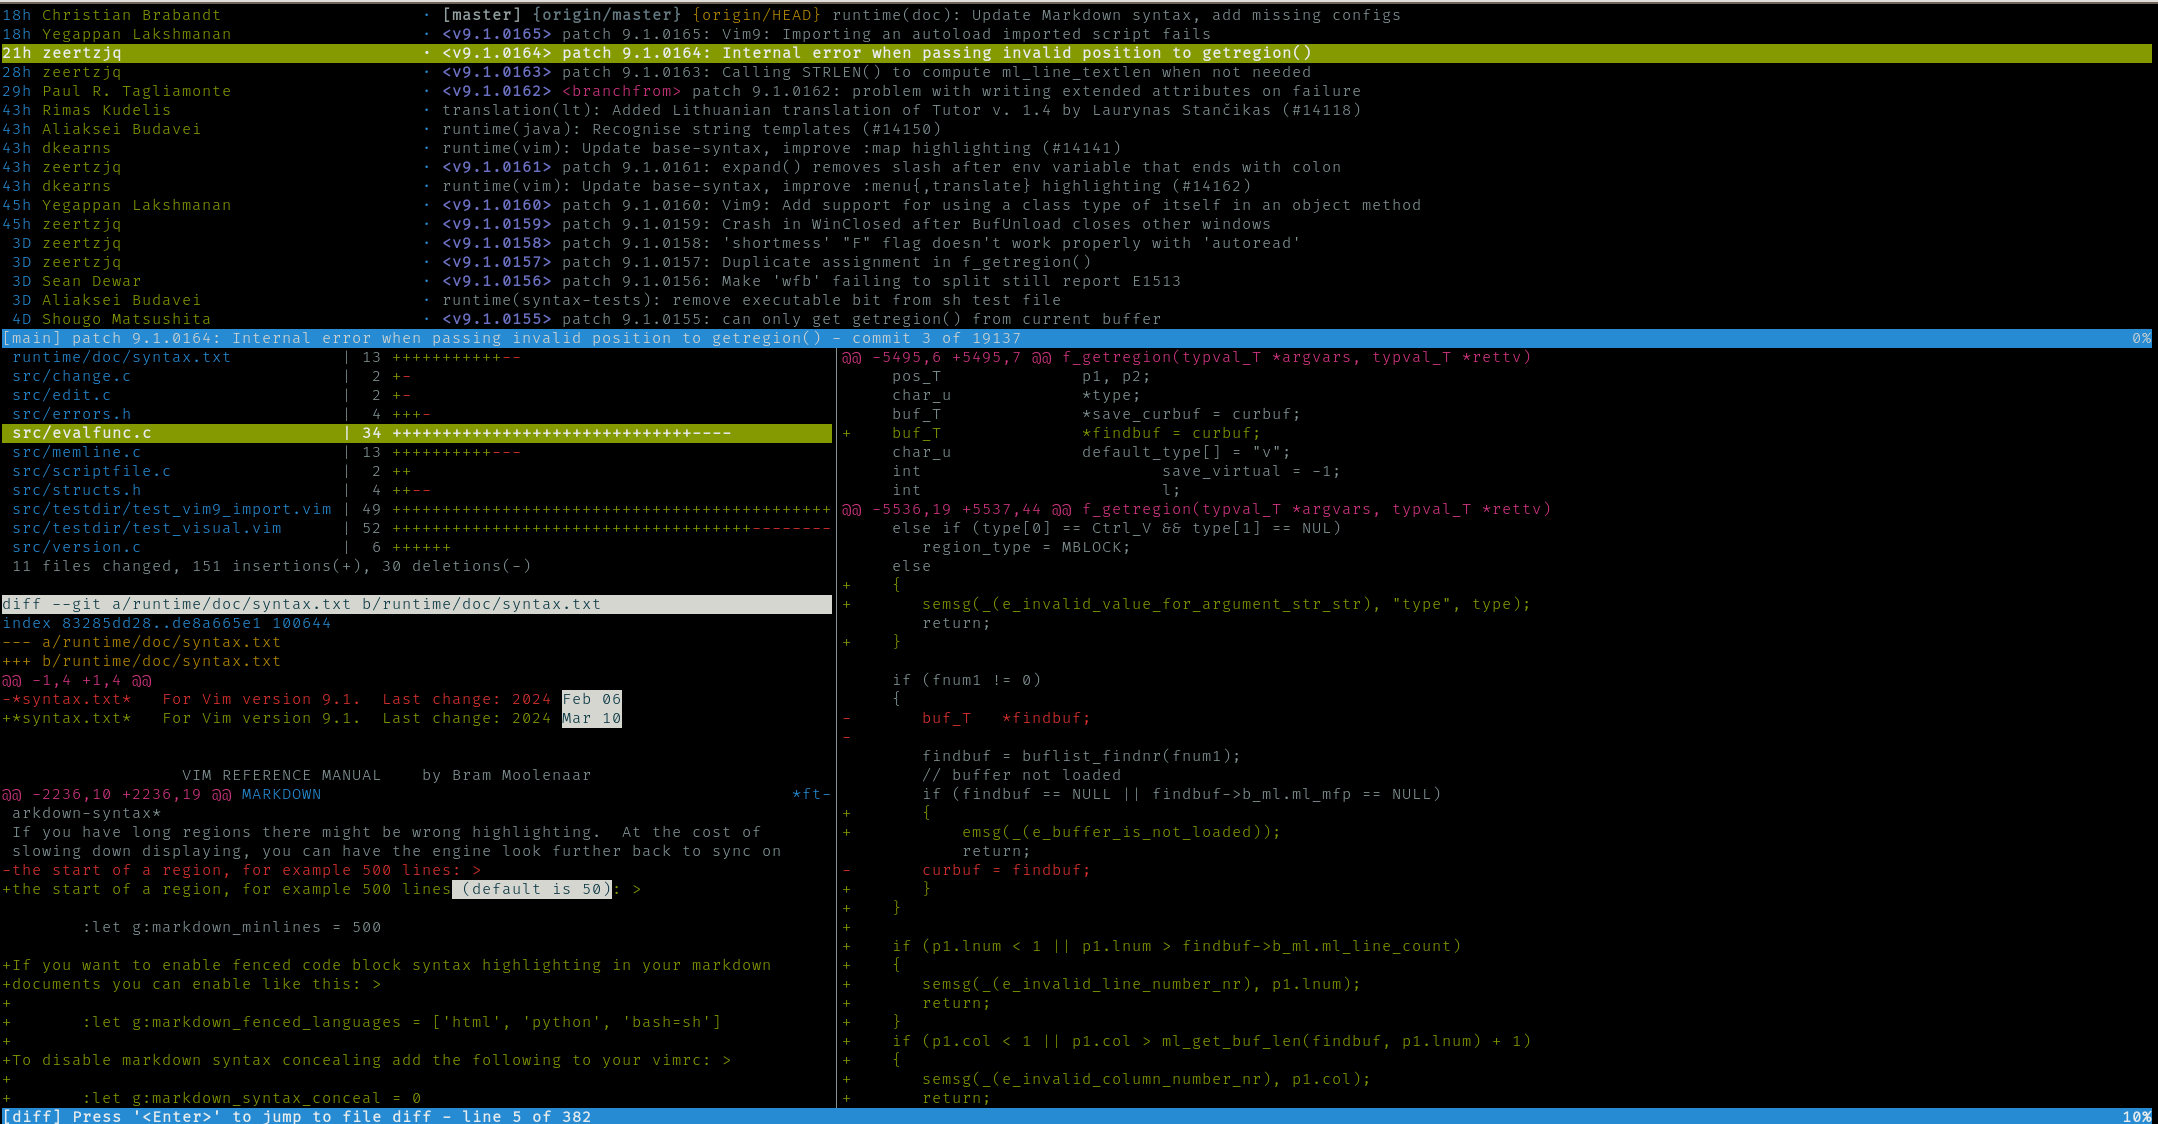 18h Christian Brabandt · [master] {origin/master} {origin/HEAD} runtime(doc): Update Markdown syntax, add missing configs
18h Yegappan Lakshmanan · <v9.1.0165> patch 9.1.0165: Vim9: Importing an autoload imported script fails
21h zeertzjq · <v9.1.0164> patch 9.1.0164: Internal error when passing invalid position to getregion()
28h zeertzjq · <v9.1.0163> patch 9.1.0163: Calling STRLEN() to compute ml_line_textlen when not needed
29h Paul R. Tagliamonte · <v9.1.0162> <branchfrom> patch 9.1.0162: problem with writing extended attributes on failure
43h Rimas Kudelis · translation(lt): Added Lithuanian translation of Tutor v. 1.4 by Laurynas Stančikas (#14118)
43h Aliaksei Budavei · runtime(java): Recognise string templates (#14150)
43h dkearns · runtime(vim): Update base-syntax, improve :map highlighting (#14141)
43h zeertzjq · <v9.1.0161> patch 9.1.0161: expand() removes slash after env variable that ends with colon
43h dkearns · runtime(vim): Update base-syntax, improve :menu{,translate} highlighting (#14162)
45h Yegappan Lakshmanan · <v9.1.0160> patch 9.1.0160: Vim9: Add support for using a class type of itself in an object method
45h zeertzjq · <v9.1.0159> patch 9.1.0159: Crash in WinClosed after BufUnload closes other windows
3D zeertzjq · <v9.1.0158> patch 9.1.0158: 'shortmess' "F" flag doesn't work properly with 'autoread'
3D zeertzjq · <v9.1.0157> patch 9.1.0157: Duplicate assignment in f_getregion()
3D Sean Dewar · <v9.1.0156> patch 9.1.0156: Make 'wfb' failing to split still report E1513
3D Aliaksei Budavei · runtime(syntax-tests): remove executable bit from sh test file
4D Shougo Matsushita · <v9.1.0155> patch 9.1.0155: can only get getregion() from current buffer
[main] patch 9.1.0164: Internal error when passing invalid position to getregion() - commit 3 of 19137 0%
runtime/doc/syntax.txt | 13 +++++++++++--
src/change.c | 2 +-
src/edit.c | 2 +-
src/errors.h | 4 +++-
src/evalfunc.c | 34 ++++++++++++++++++++++++++++++----
src/memline.c | 13 ++++++++++---
src/scriptfile.c | 2 ++
src/structs.h | 4 ++--
src/testdir/test_vim9_import.vim | 49 ++++++++++++++++++++++++++++++++++++++++++++
src/testdir/test_visual.vim | 52 ++++++++++++++++++++++++++++++++++++--------
src/version.c | 6 ++++++
11 files changed, 151 insertions(+), 30 deletions(-)
diff --git a/runtime/doc/syntax.txt b/runtime/doc/syntax.txt
index 83285dd28..de8a665e1 100644
--- a/runtime/doc/syntax.txt
+++ b/runtime/doc/syntax.txt
@@ -1,4 +1,4 @@
-*syntax.txt* For Vim version 9.1. Last change: 2024 Feb 06
+*syntax.txt* For Vim version 9.1. Last change: 2024 Mar 10
VIM REFERENCE MANUAL by Bram Moolenaar
@@ -2236,10 +2236,19 @@ MARKDOWN *ft-
arkdown-syntax*
If you have long regions there might be wrong highlighting. At the cost of
slowing down displaying, you can have the engine look further back to sync on
-the start of a region, for example 500 lines: >
+the start of a region, for example 500 lines (default is 50): >
:let g:markdown_minlines = 500
+If you want to enable fenced code block syntax highlighting in your markdown
+documents you can enable like this: >
+
+ :let g:markdown_fenced_languages = ['html', 'python', 'bash=sh']
+
+To disable markdown syntax concealing add the following to your vimrc: >
+
+ :let g:markdown_syntax_conceal = 0
@@ -5495,6 +5495,7 @@ f_getregion(typval_T *argvars, typval_T *rettv)
pos_T p1, p2;
char_u *type;
buf_T *save_curbuf = curbuf;
+ buf_T *findbuf = curbuf;
char_u default_type[] = "v";
int save_virtual = -1;
int l;
@@ -5536,19 +5537,44 @@ f_getregion(typval_T *argvars, typval_T *rettv)
else if (type[0] == Ctrl_V && type[1] == NUL)
region_type = MBLOCK;
else
+ {
+ semsg(_(e_invalid_value_for_argument_str_str), "type", type);
return;
+ }
if (fnum1 != 0)
{
- buf_T *findbuf;
-
findbuf = buflist_findnr(fnum1);
// buffer not loaded
if (findbuf == NULL || findbuf->b_ml.ml_mfp == NULL)
+ {
+ emsg(_(e_buffer_is_not_loaded));
return;
- curbuf = findbuf;
+ }
+ }
+
+ if (p1.lnum < 1 || p1.lnum > findbuf->b_ml.ml_line_count)
+ {
+ semsg(_(e_invalid_line_number_nr), p1.lnum);
+ return;
+ }
+ if (p1.col < 1 || p1.col > ml_get_buf_len(findbuf, p1.lnum) + 1)
+ {
+ semsg(_(e_invalid_column_number_nr), p1.col);
+ return;
[diff] Press '<Enter>' to jump to file diff - line 5 of 382 10%